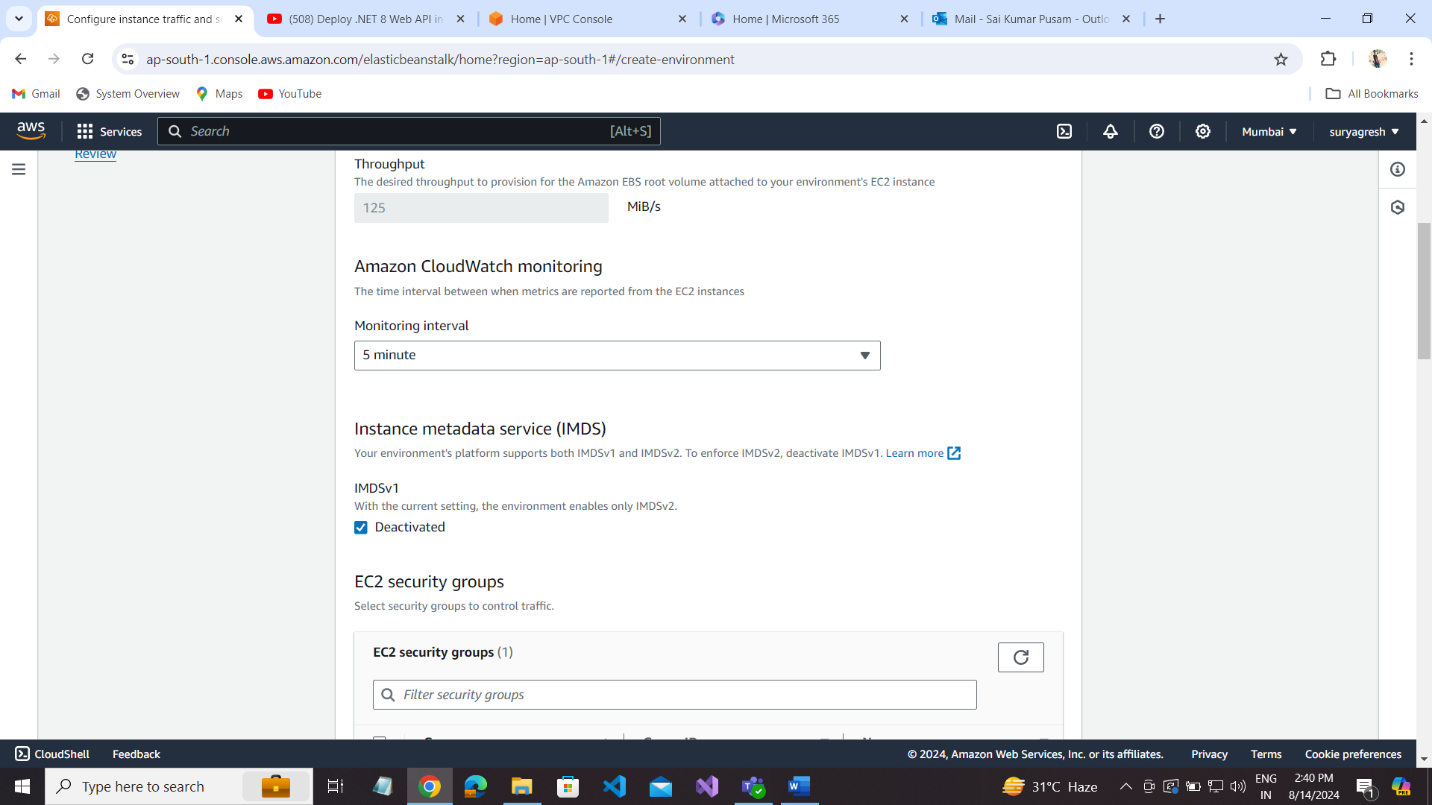 Configure instance traffic and s
(508) Deploy .NET 8 Web API in
Home | VPC Console
Home | Microsoft 365
Mail - Sai Kumar Pusam - Outlo
ap-south-1.console.aws.amazon.com/elasticbeanstalk/home?region=ap-south-1#/create-environment
Gmail
System Overview
Maps
YouTube
All Bookmarks
aws
Services
Search
[Alt+S]
Mumbai
suryagresh
Review
Throughput
The desired throughput to provision for the Amazon EBS root volume attached to your environment's EC2 instance
125
MiB/s
Amazon CloudWatch monitoring
The time interval between when metrics are reported from the EC2 instances
Monitoring interval
5 minute
Instance metadata service (IMDS)
Your environment's platform supports both IMDSv1 and IMDSv2. To enforce IMDSv2, deactivate IMDSv1. Learn more
IMDSv1
With the current setting, the environment enables only IMDSv2.
Deactivated
EC2 security groups
Select security groups to control traffic.
EC2 security groups (1)
Filter security groups
CloudShell
Feedback
© 2024, Amazon Web Services, Inc. or its affiliates.
Privacy
Terms
Cookie preferences
Type here to search
31°C Haze
ENG
IN
2:40 PM
8/14/2024
1